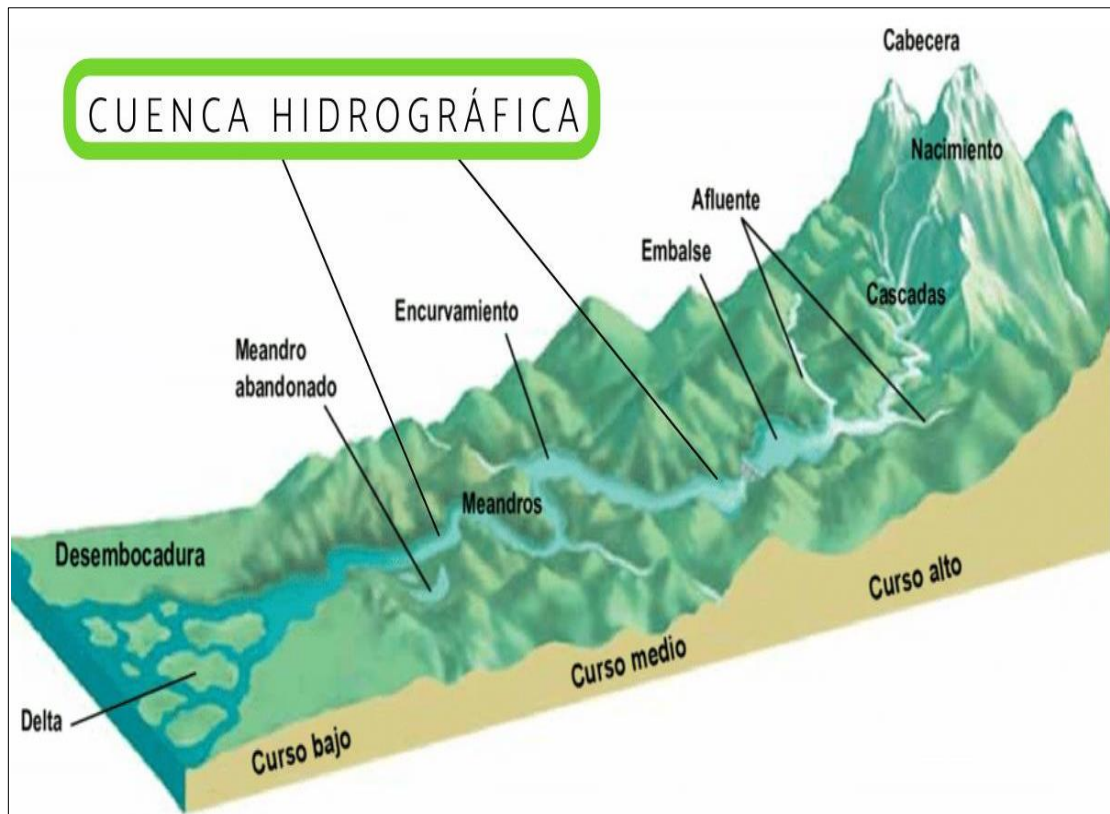 Cabecera
CUENCA HIDROGRÁFICA
Nacimiento
Afluente
Embalse
Cascadas
Encurvamiento
Meandro
abandonado
Meandros
Desembocadura
Curso alto
Curso medio
Delta
Curso bajo